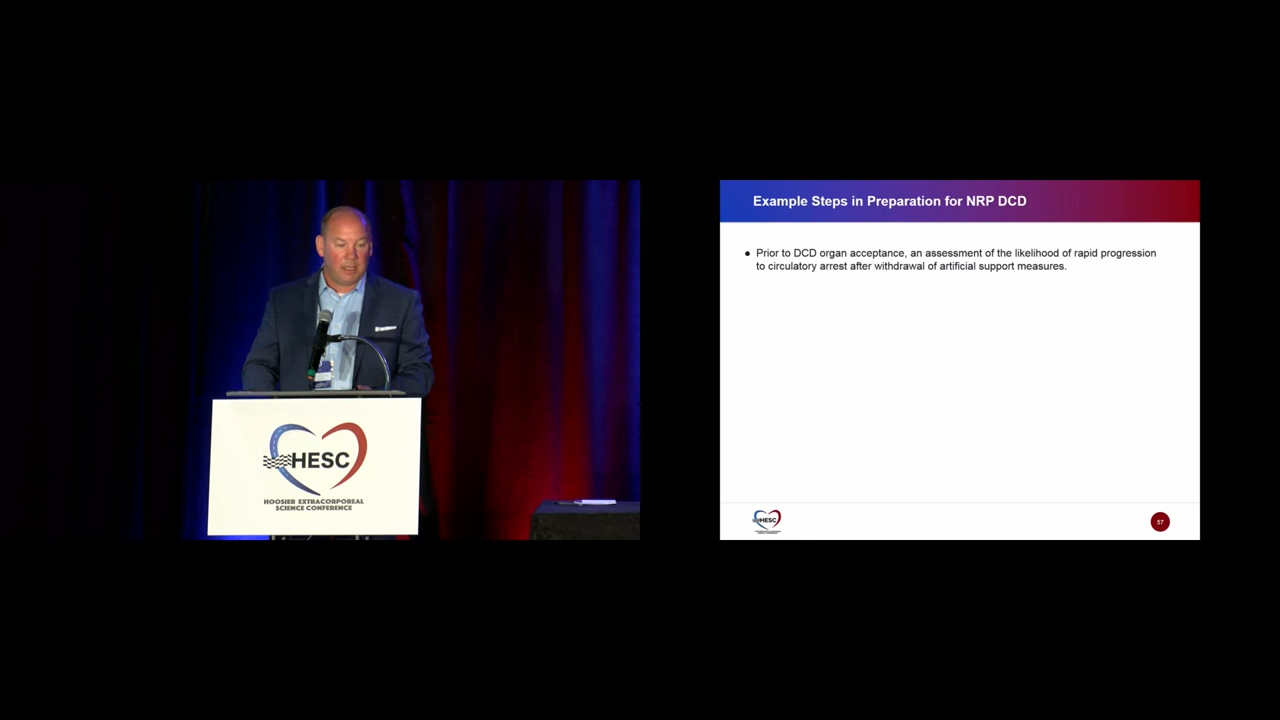 HESC
HOOSIER EXTRACORPOREAL
SCIENCE CONFERENCE
Example Steps in Preparation for NRP DCD
● Prior to DCD organ acceptance, an assessment of the likelihood of rapid progression
to circulatory arrest after withdrawal of artificial support measures.
HESC
57